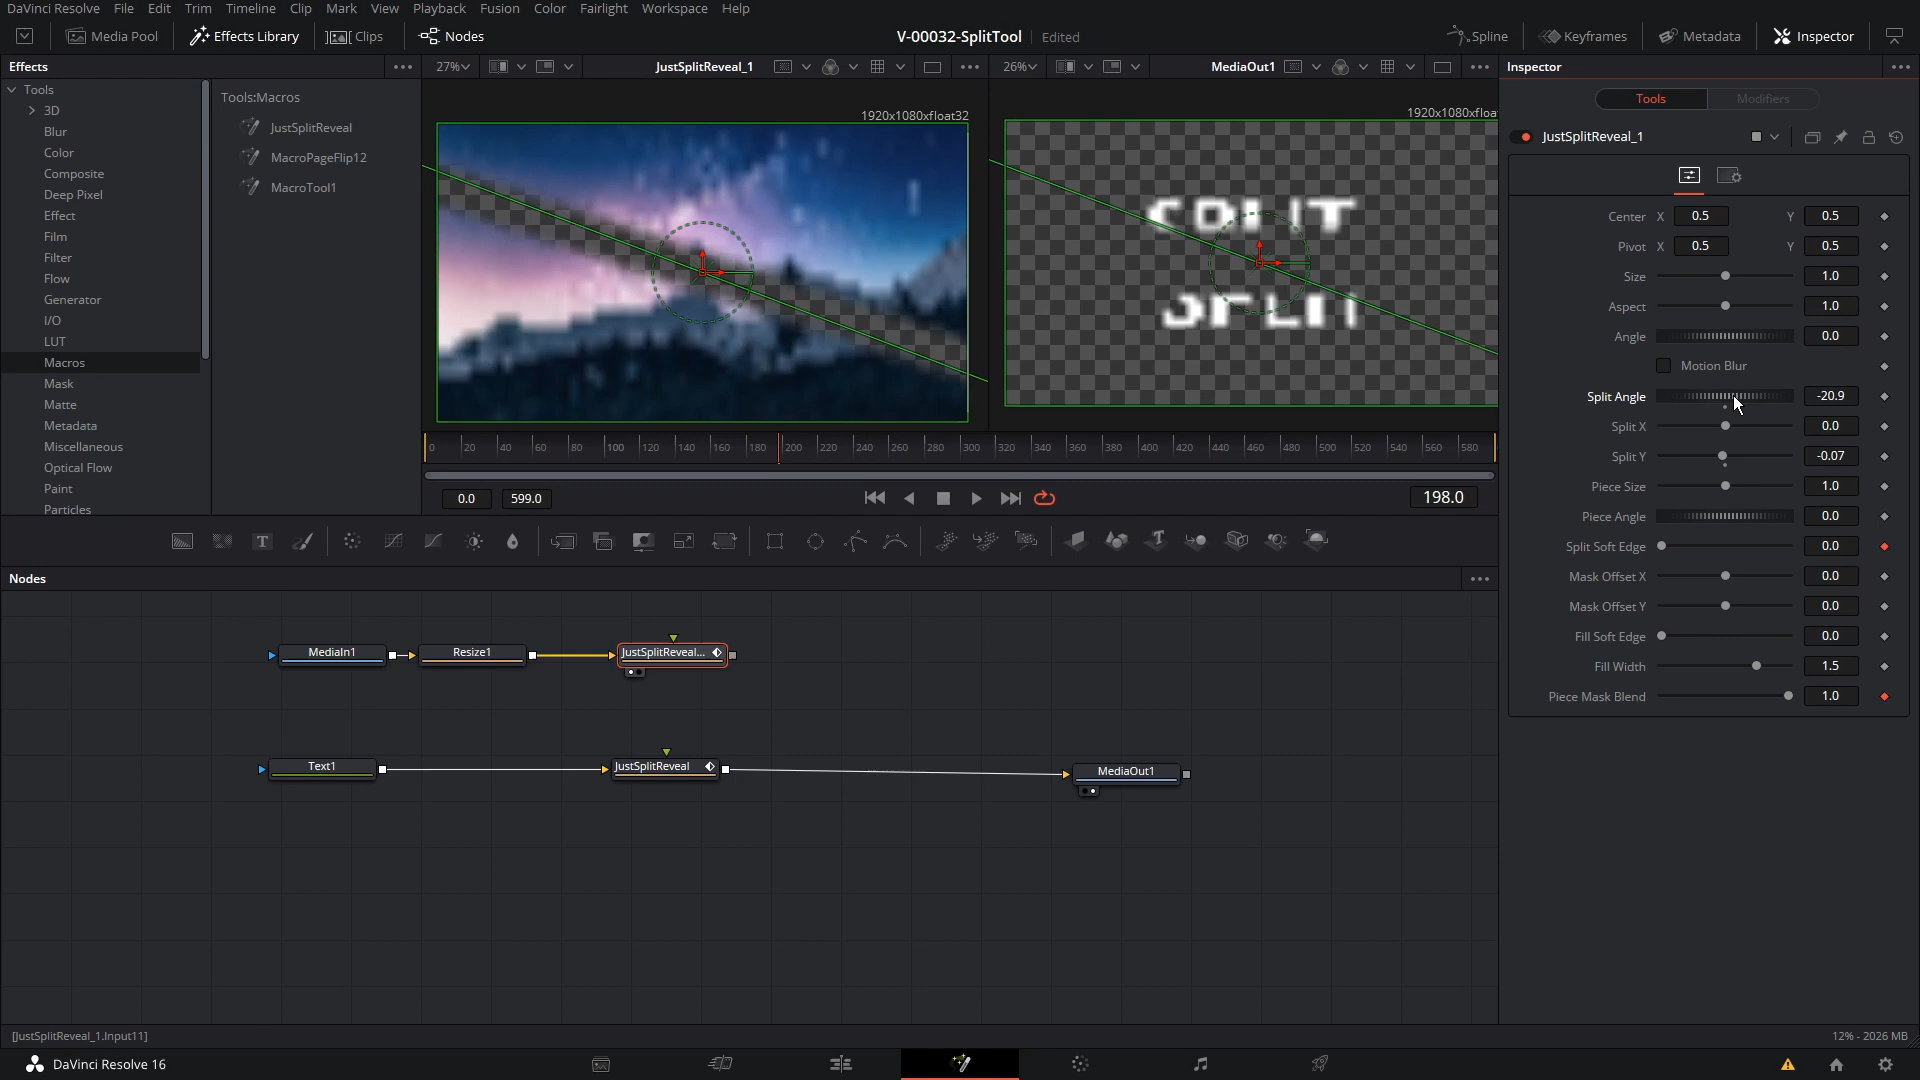 DaVinci Resolve File Edit Trim Timeline Clip Mark View Playback Fusion Color Fairlight Workspace Help
Media Pool Effects Library Clips Nodes V-00032-SplitTool Edited Spline Keyframes Metadata Inspector
Effects 27% JustSplitReveal_1 26% MediaOut1 Inspector
Tools
3D
Blur
Color
Composite
Deep Pixel
Effect
Film
Filter
Flow
Generator
I/O
LUT
Macros
Mask
Matte
Metadata
Miscellaneous
Optical Flow
Paint
Particles
Tools:Macros
JustSplitReveal
MacroPageFlip12
MacroTool1
1920x1080xfloat32
1920x1080xfloat
SPLIT
SPLIT
0 20 40 60 80 100 120 140 160 180 200 220 240 260 280 300 320 340 360 380 400 420 440 460 480 500 520 540 560 580
0.0 599.0 198.0
Tools Modifiers
JustSplitReveal_1
Center X 0.5 Y 0.5
Pivot X 0.5 Y 0.5
Size 1.0
Aspect 1.0
Angle 0.0
Motion Blur
Split Angle -20.9
Split X 0.0
Split Y -0.07
Piece Size 1.0
Piece Angle 0.0
Split Soft Edge 0.0
Mask Offset X 0.0
Mask Offset Y 0.0
Fill Soft Edge 0.0
Fill Width 1.5
Piece Mask Blend 1.0
T
Nodes
MediaIn1 Resize1 JustSplitReveal...
Text1 JustSplitReveal MediaOut1
[JustSplitReveal_1.Input11] 12% - 2026 MB
DaVinci Resolve 16